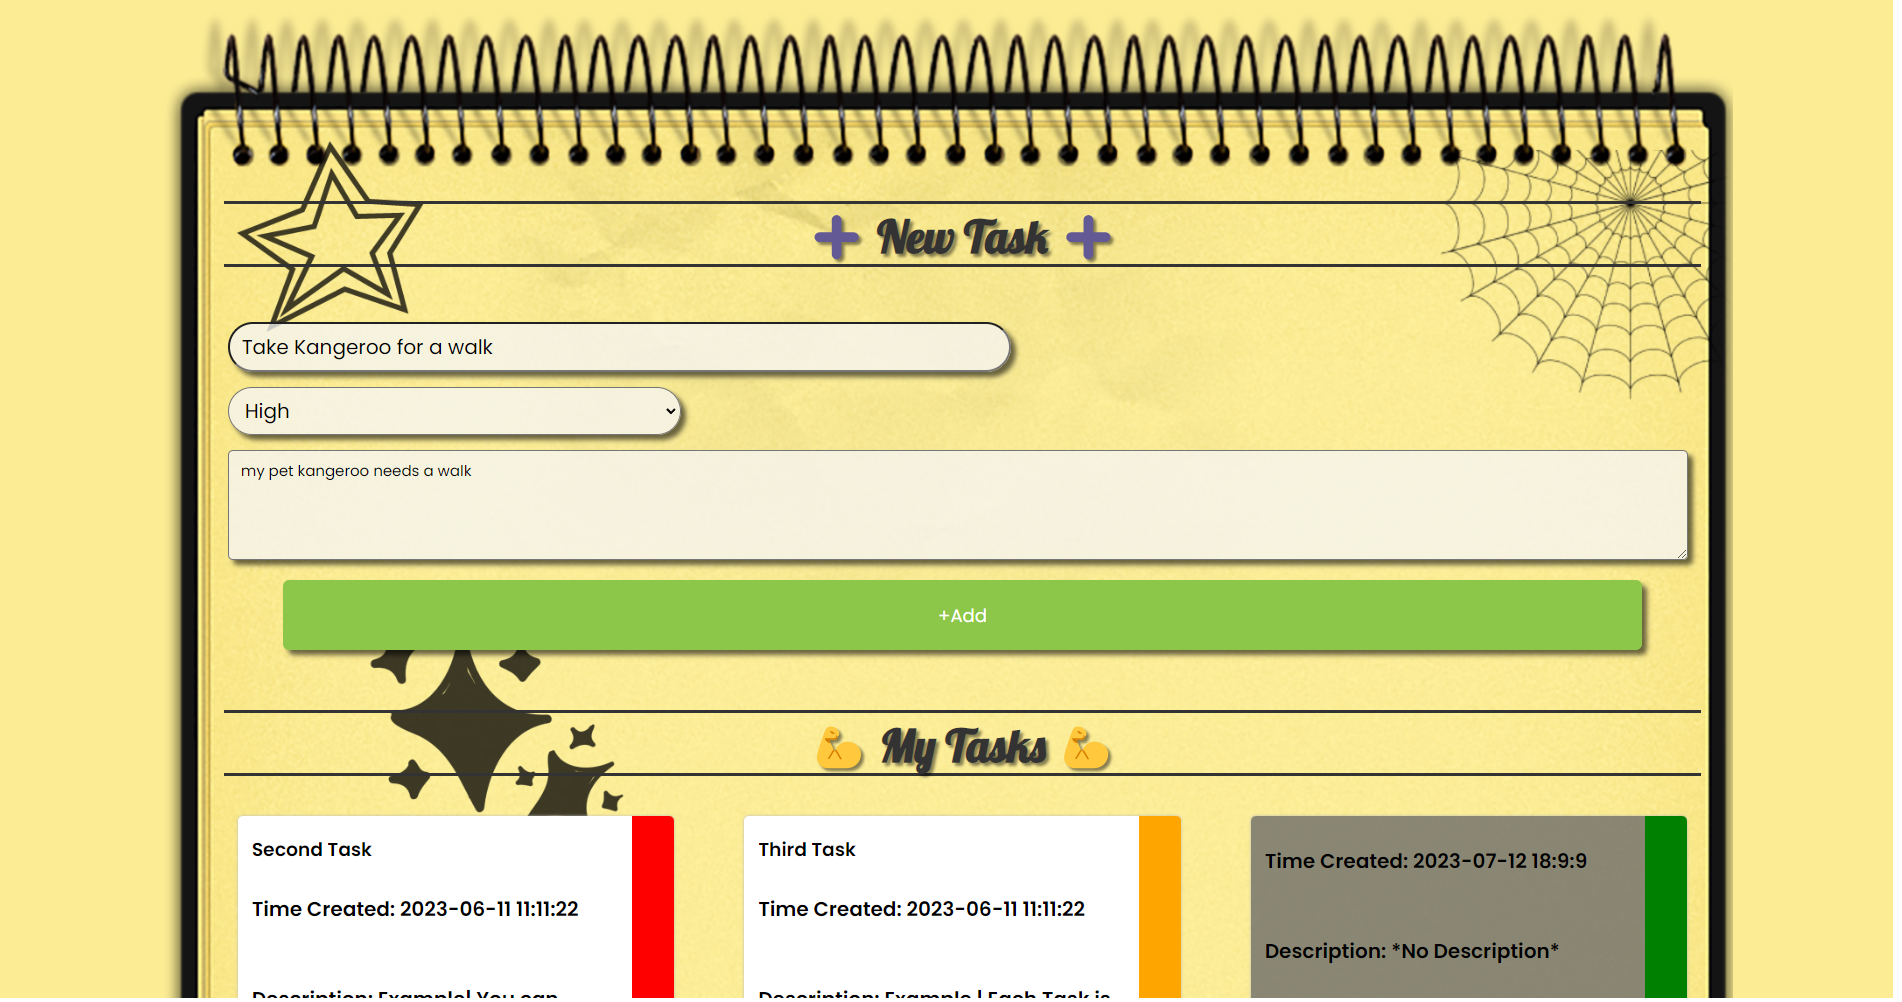 New Task
Take Kangeroo for a walk
High
my pet kangeroo needs a walk
+Add
My Tasks
Second Task
Time Created: 2023-06-11 11:11:22
Description: Example! You can
Third Task
Time Created: 2023-06-11 11:11:22
Description: Example ! Each Task is
Time Created: 2023-07-12 18:9:9
Description: *No Description*